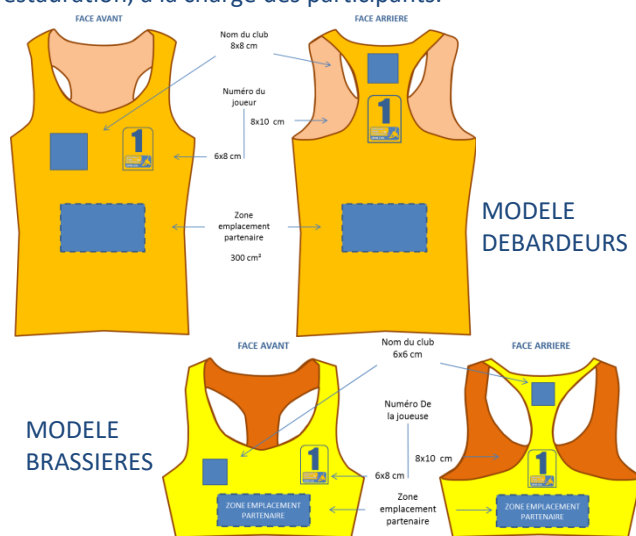 estauration, à la charge des participants.
FACE AVANT
FACE ARRIERE
Nom du club
8x8 cm
Numéro du
joueur
8x10 cm
1
1
6x8 cm
Zone
emplacement
partenaire
300 cm²
MODELE
DEBARDEURS
FACE AVANT
Nom du club
6x6 cm
FACE ARRIERE
MODELE
BRASSIERES
Numéro De
la joueuse
8x10 cm
1
1
6x8 cm
Zone
emplacement
partenaire
ZONE EMPLACEMENT
PARTENAIRE
ZONE EMPLACEMENT
PARTENAIRE